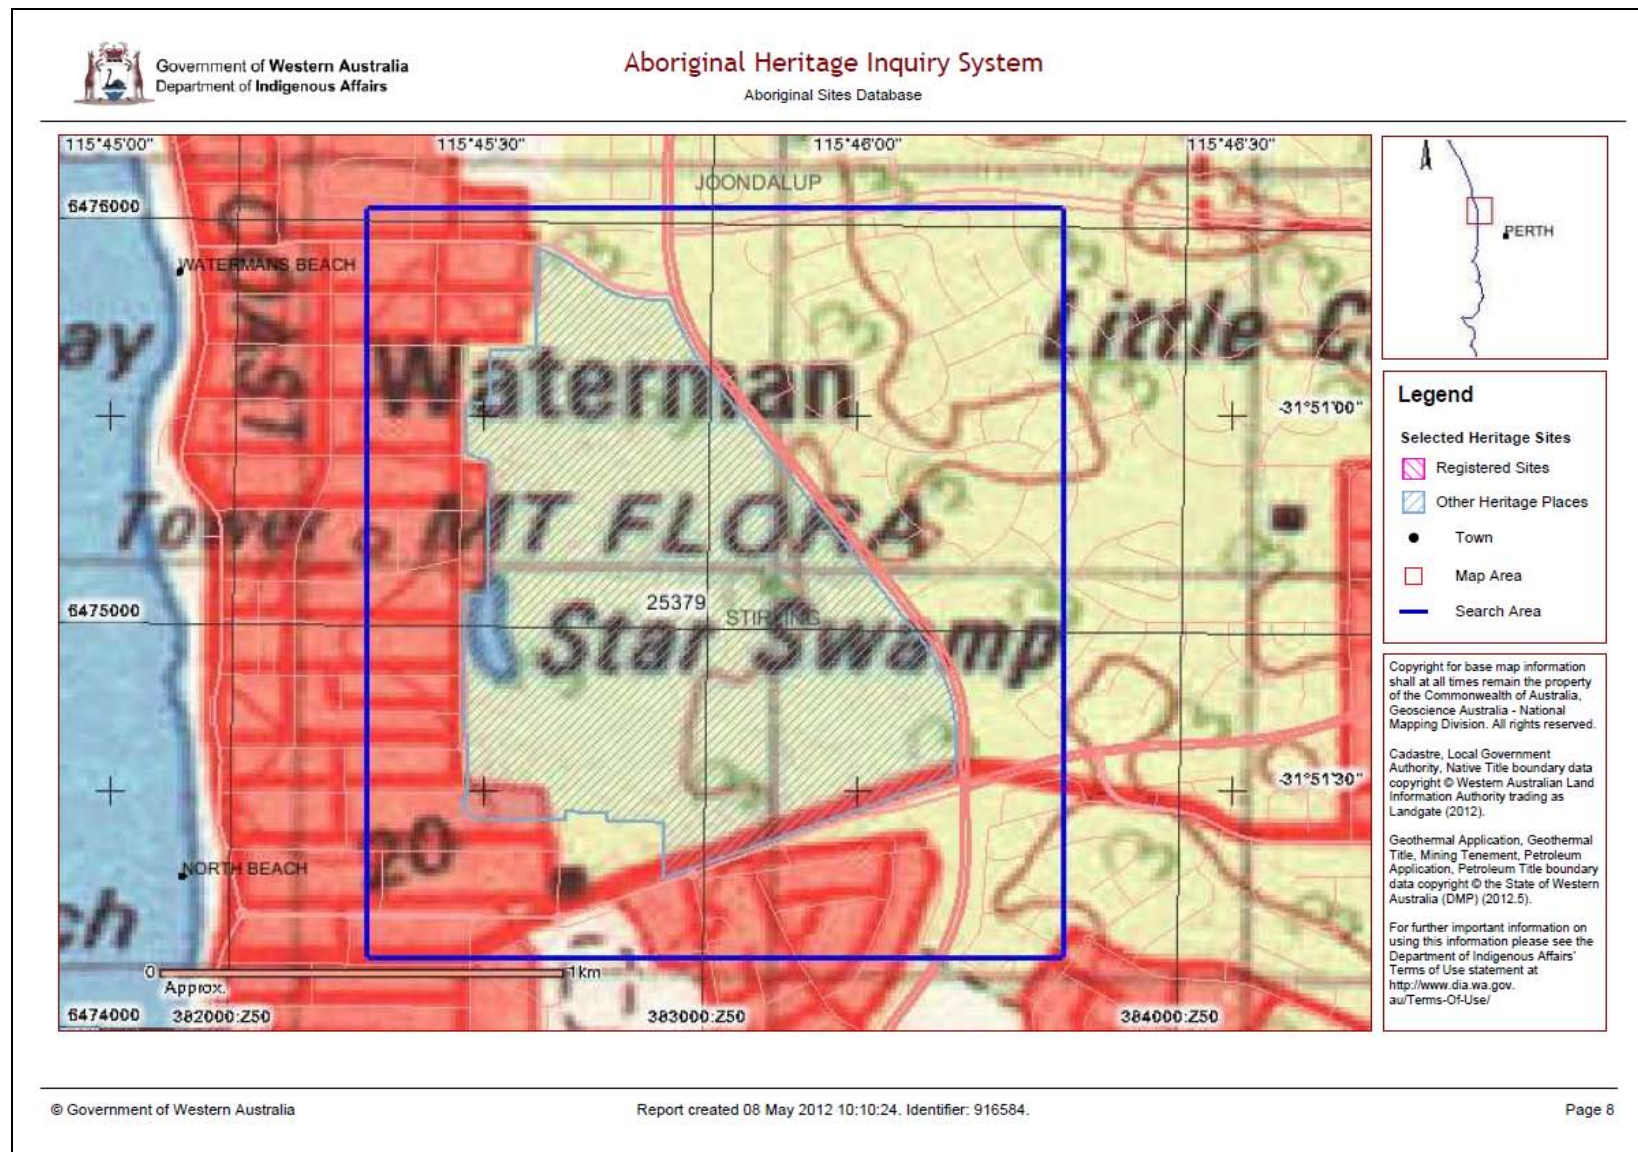 Government of Western Australia
Department of Indigenous Affairs
Aboriginal Heritage Inquiry System
Aboriginal Sites Database
115°45'00"
115°45'30"
115°46'00"
115°46'30"
JOONDALUP
6476000
WATERMANS BEACH
COAST
ay
Waterman
Little
-31°51'00"
Tower
MT FLORA
6475000
25379
STIRLING
Star Swamp
-31°51'30"
20
NORTH BEACH
ch
0
1km
Approx.
6474000
382000:Z50
383000:Z50
384000:Z50
PERTH
Legend
Selected Heritage Sites
Registered Sites
Other Heritage Places
Town
Map Area
Search Area
Copyright for base map information
shall at all times remain the property
of the Commonwealth of Australia,
Geoscience Australia - National
Mapping Division. All rights reserved.
Cadastre, Local Government
Authority, Native Title boundary data
copyright © Western Australian Land
Information Authority trading as
Landgate (2012).
Geothermal Application, Geothermal
Title, Mining Tenement, Petroleum
Application, Petroleum Title boundary
data copyright © the State of Western
Australia (DMP) (2012.5).
For further important information on
using this information please see the
Department of Indigenous Affairs'
Terms of Use statement at
http://www.dia.wa.gov.
au/Terms-Of-Use/
© Government of Western Australia
Report created 08 May 2012 10:10:24. Identifier: 916584.
Page 8